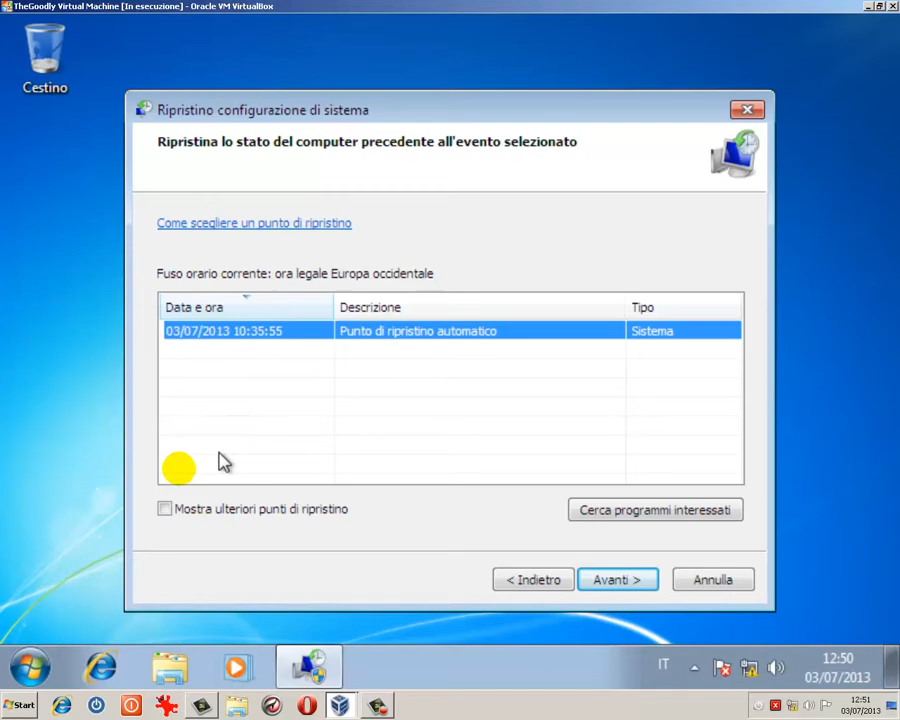 TheGoodly Virtual Machine [In esecuzione] - Oracle VM VirtualBox
Cestino
Ripristino configurazione di sistema
Ripristina lo stato del computer precedente all'evento selezionato
Come scegliere un punto di ripristino
Fuso orario corrente: ora legale Europa occidentale
Data e ora Descrizione Tipo
03/07/2013 10:35:55 Punto di ripristino automatico Sistema
Mostra ulteriori punti di ripristino
Cerca programmi interessati
< Indietro Avanti > Annulla
IT
12:50
03/07/2013
Start
12:51
03/07/2013